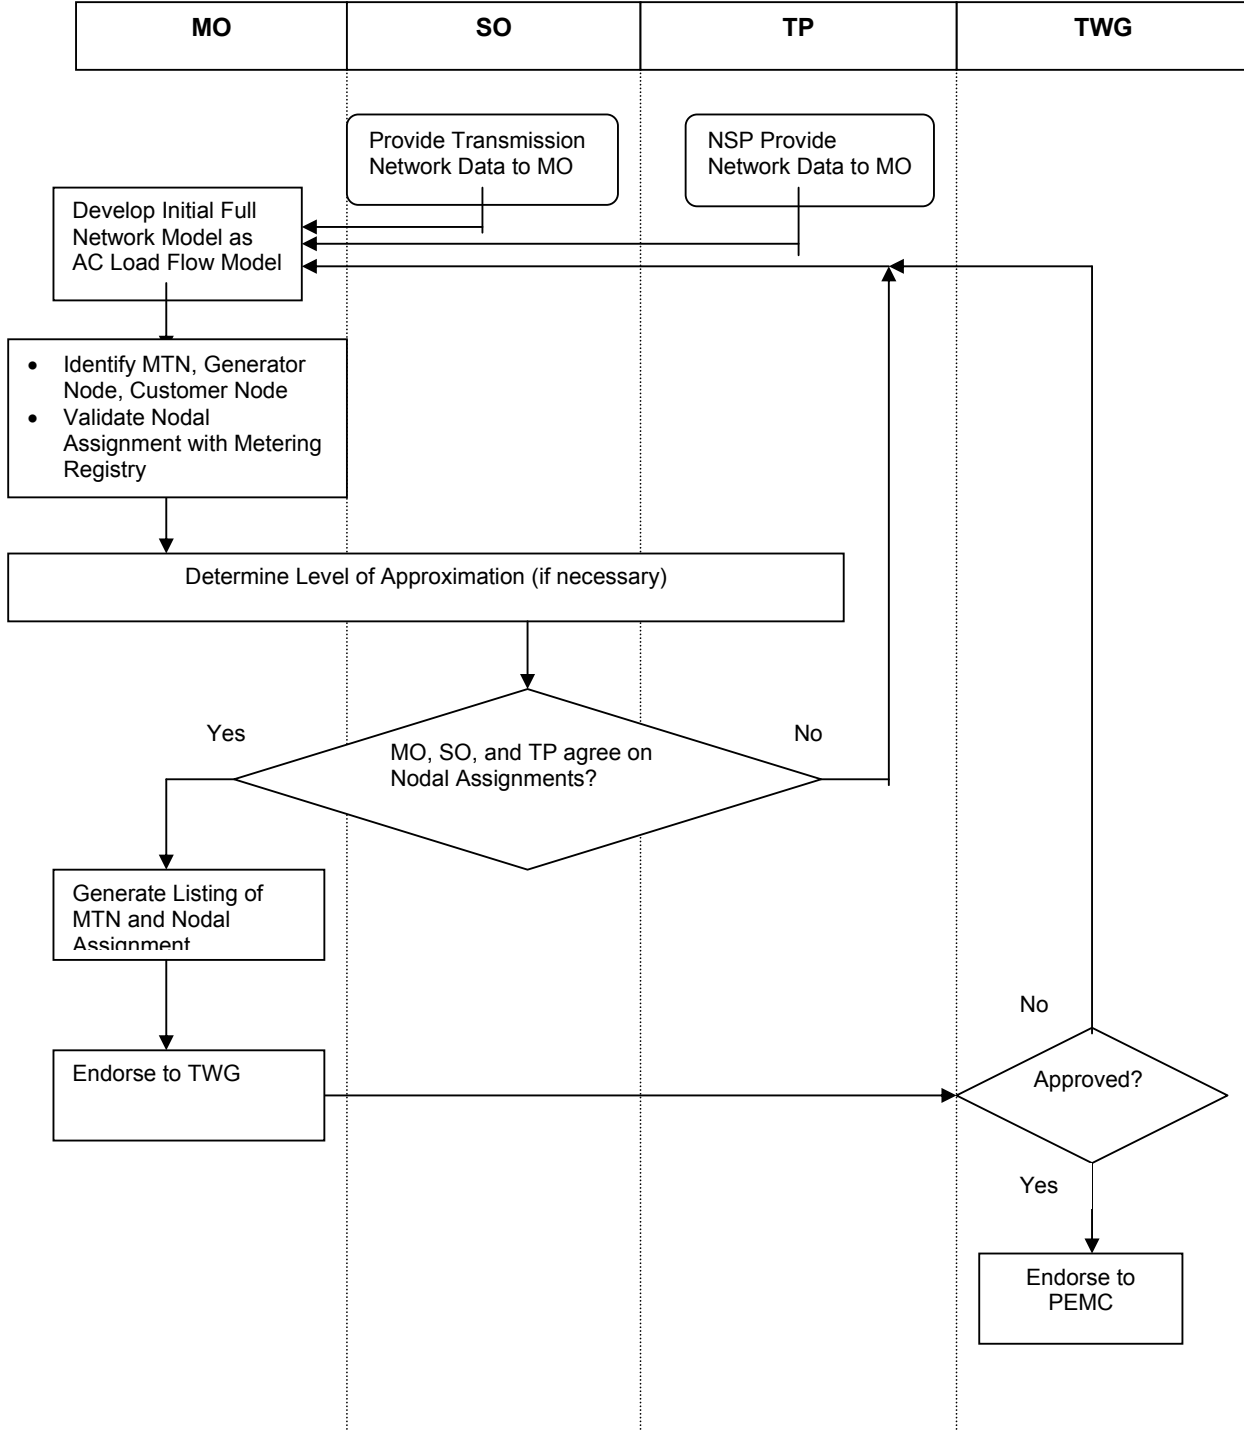 MO
SO
TP
TWG
Provide Transmission
Network Data to MO
NSP Provide
Network Data to MO
Develop Initial Full
Network Model as
AC Load Flow Model
• Identify MTN, Generator
Node, Customer Node
• Validate Nodal
Assignment with Metering
Registry
Determine Level of Approximation (if necessary)
Yes
MO, SO, and TP agree on
Nodal Assignments?
No
Generate Listing of
MTN and Nodal
Assignment
No
Endorse to TWG
Approved?
Yes
Endorse to
PEMC